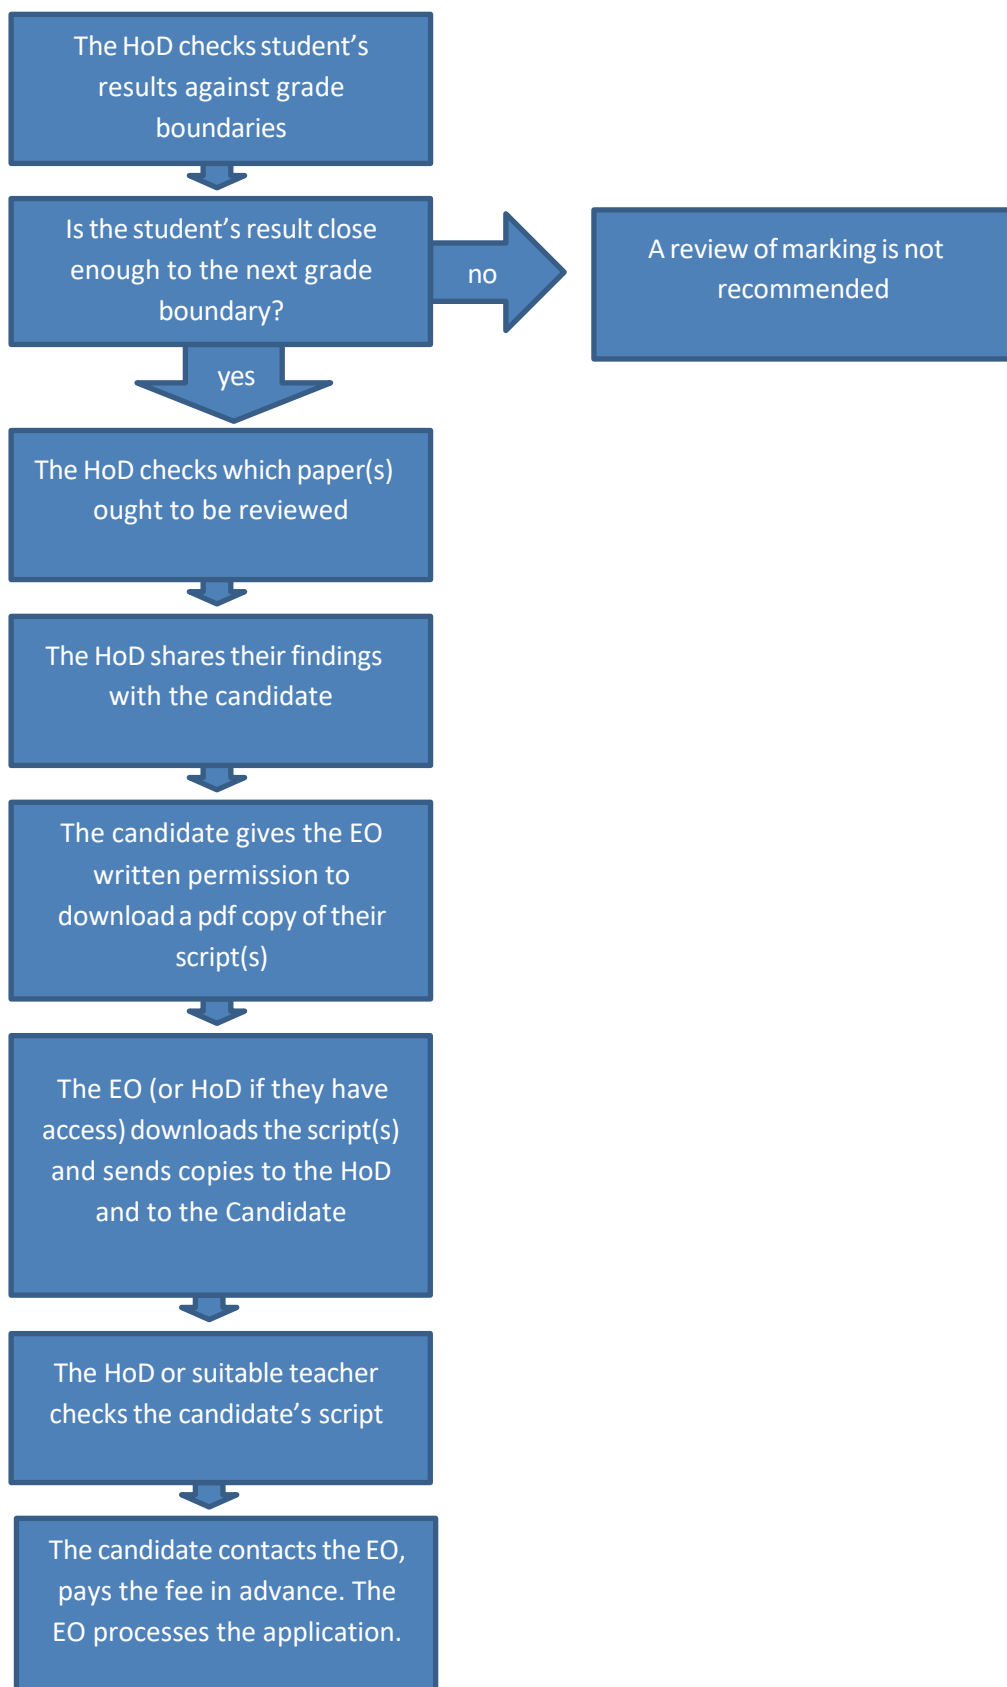 The HoD checks student’s
results against grade
boundaries
Is the student’s result close
enough to the next grade
boundary?
no
A review of marking is not
recommended
yes
The HoD checks which paper(s)
ought to be reviewed
The HoD shares their findings
with the candidate
The candidate gives the EO
written permission to
download a pdf copy of their
script(s)
The EO (or HoD if they have
access) downloads the script(s)
and sends copies to the HoD
and to the Candidate
The HoD or suitable teacher
checks the candidate’s script
The candidate contacts the EO,
pays the fee in advance. The
EO processes the application.